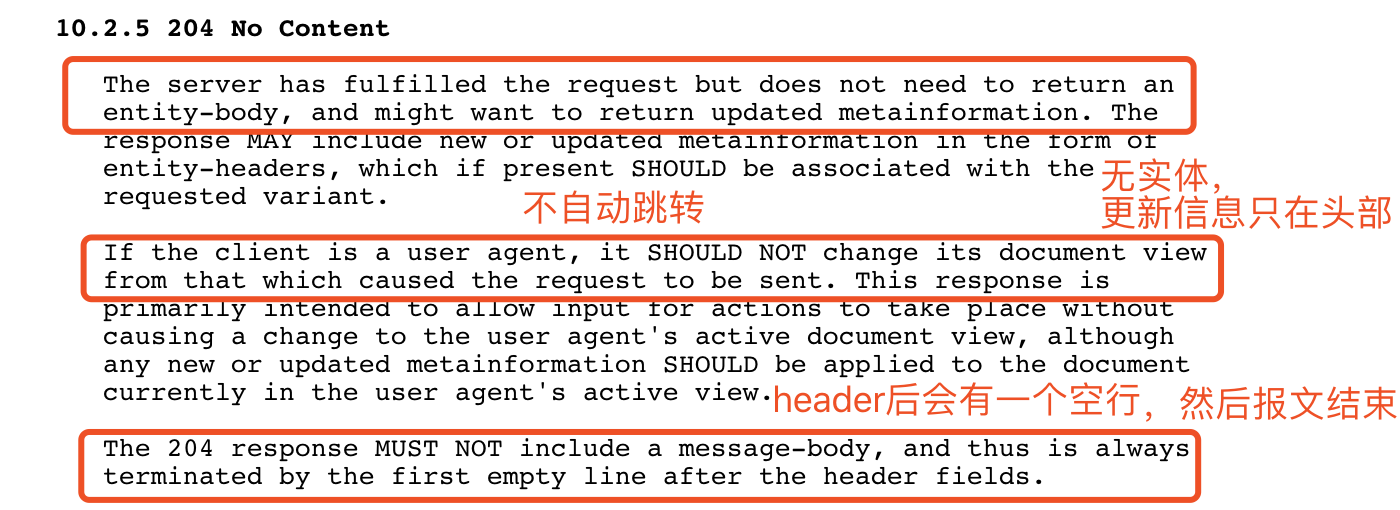 10.2.5 204 No Content
The server has fulfilled the request but does not need to return an
entity-body, and might want to return updated metainformation. The
response MAY include new or updated metainformation in the form of
entity-headers, which if present SHOULD be associated with the
requested variant.
无实体，
更新信息只在头部
不自动跳转
If the client is a user agent, it SHOULD NOT change its document view
from that which caused the request to be sent. This response is
primarily intended to allow input for actions to take place without
causing a change to the user agent's active document view, although
any new or updated metainformation SHOULD be applied to the document
currently in the user agent's active view.
header后会有一个空行，然后报文结束
The 204 response MUST NOT include a message-body, and thus is always
terminated by the first empty line after the header fields.